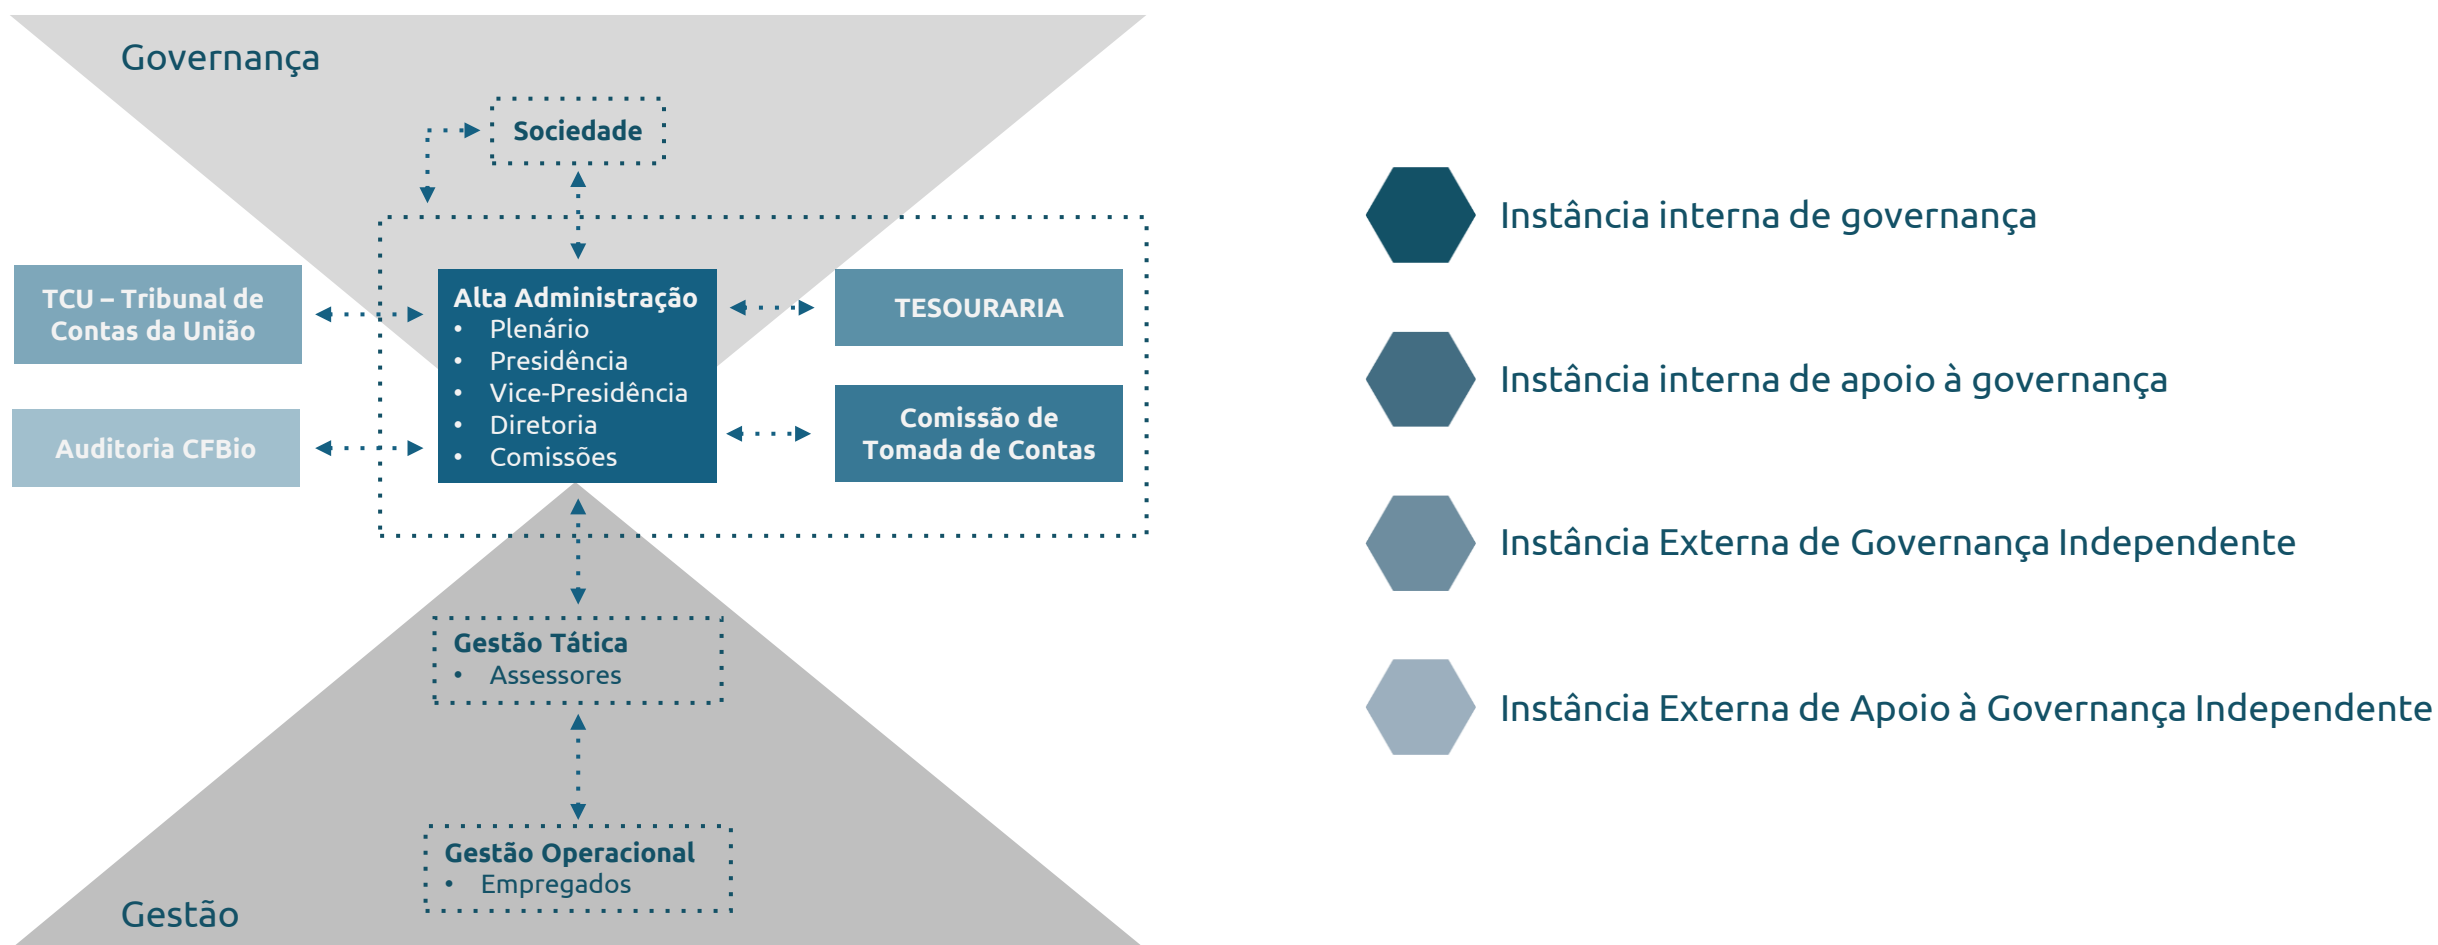 Governança
Sociedade
TCU – Tribunal de
Contas da União
Auditoria CFBio
Alta Administração
• Plenário
• Presidência
• Vice-Presidência
• Diretoria
• Comissões
TESOURARIA
Comissão de
Tomada de Contas
Gestão Tática
• Assessores
Gestão Operacional
• Empregados
Gestão
Instância interna de governança
Instância interna de apoio à governança
Instância Externa de Governança Independente
Instância Externa de Apoio à Governança Independente